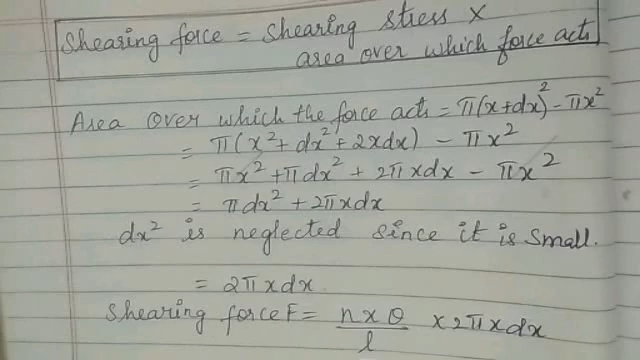 Shearing force = Shearing stress ×
area over which force acts
Area over which the force acts = π(x+dx)² − πx²
= π(x² + dx² + 2xdx) − πx²
= πx² + πdx² + 2πxdx − πx²
= πdx² + 2πxdx
dx² is neglected since it is small.
= 2πxdx
Shearing force F = nxθ/l × 2πxdx